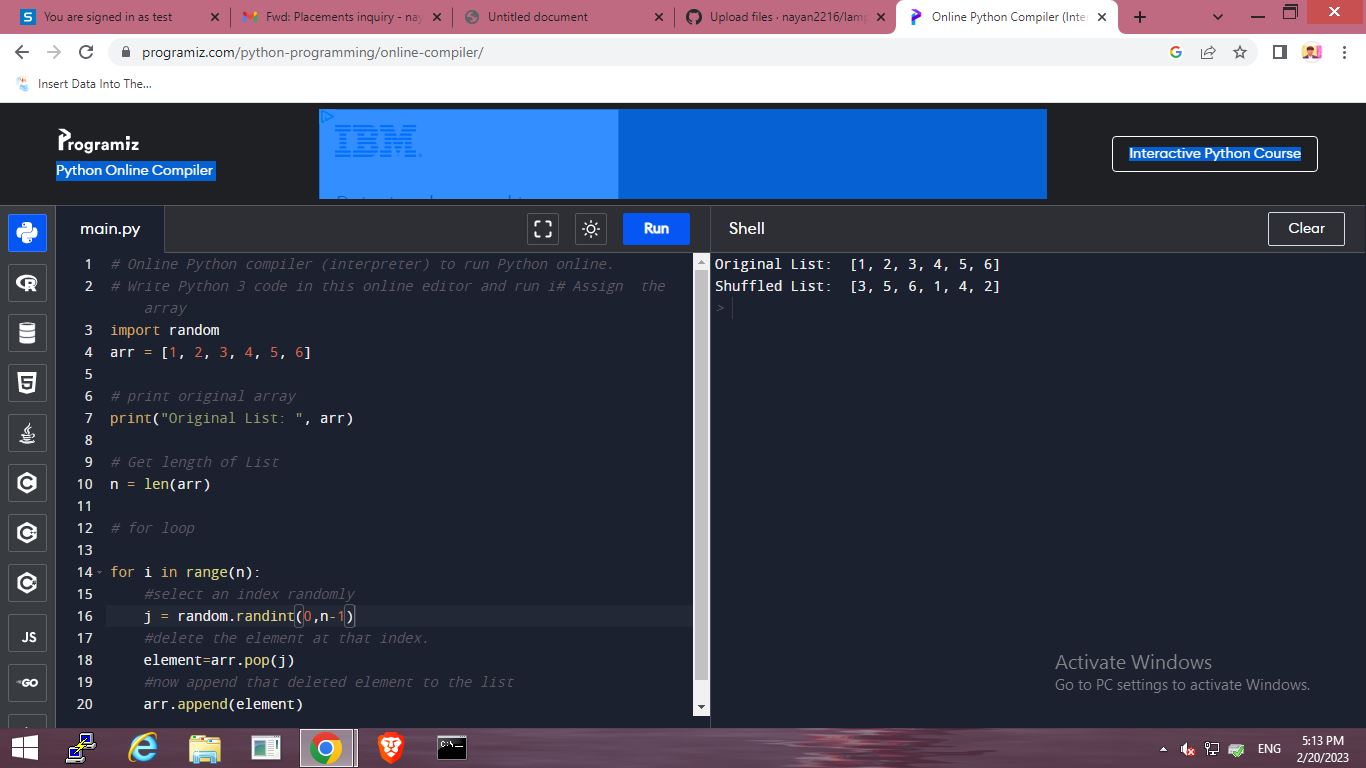 You are signed in as test
Fwd: Placements inquiry - nay
Untitled document
Upload files · nayan2216/lamp
Online Python Compiler (Inter
programiz.com/python-programming/online-compiler/
Insert Data Into The...
Programiz
Python Online Compiler
IBM.
Interactive Python Course
main.py
Run
Shell
Clear
1 # Online Python compiler (interpreter) to run Python online.
2 # Write Python 3 code in this online editor and run i# Assign  the
array
3 import random
4 arr = [1, 2, 3, 4, 5, 6]
5
6 # print original array
7 print("Original List: ", arr)
8
9 # Get length of List
10 n = len(arr)
11
12 # for loop
13
14 for i in range(n):
15 #select an index randomly
16 j = random.randint(0,n-1)
17 #delete the element at that index.
18 element=arr.pop(j)
19 #now append that deleted element to the list
20 arr.append(element)
Original List:  [1, 2, 3, 4, 5, 6]
Shuffled List:  [3, 5, 6, 1, 4, 2]
>
JS
GO
Activate Windows
Go to PC settings to activate Windows.
ENG
5:13 PM
2/20/2023